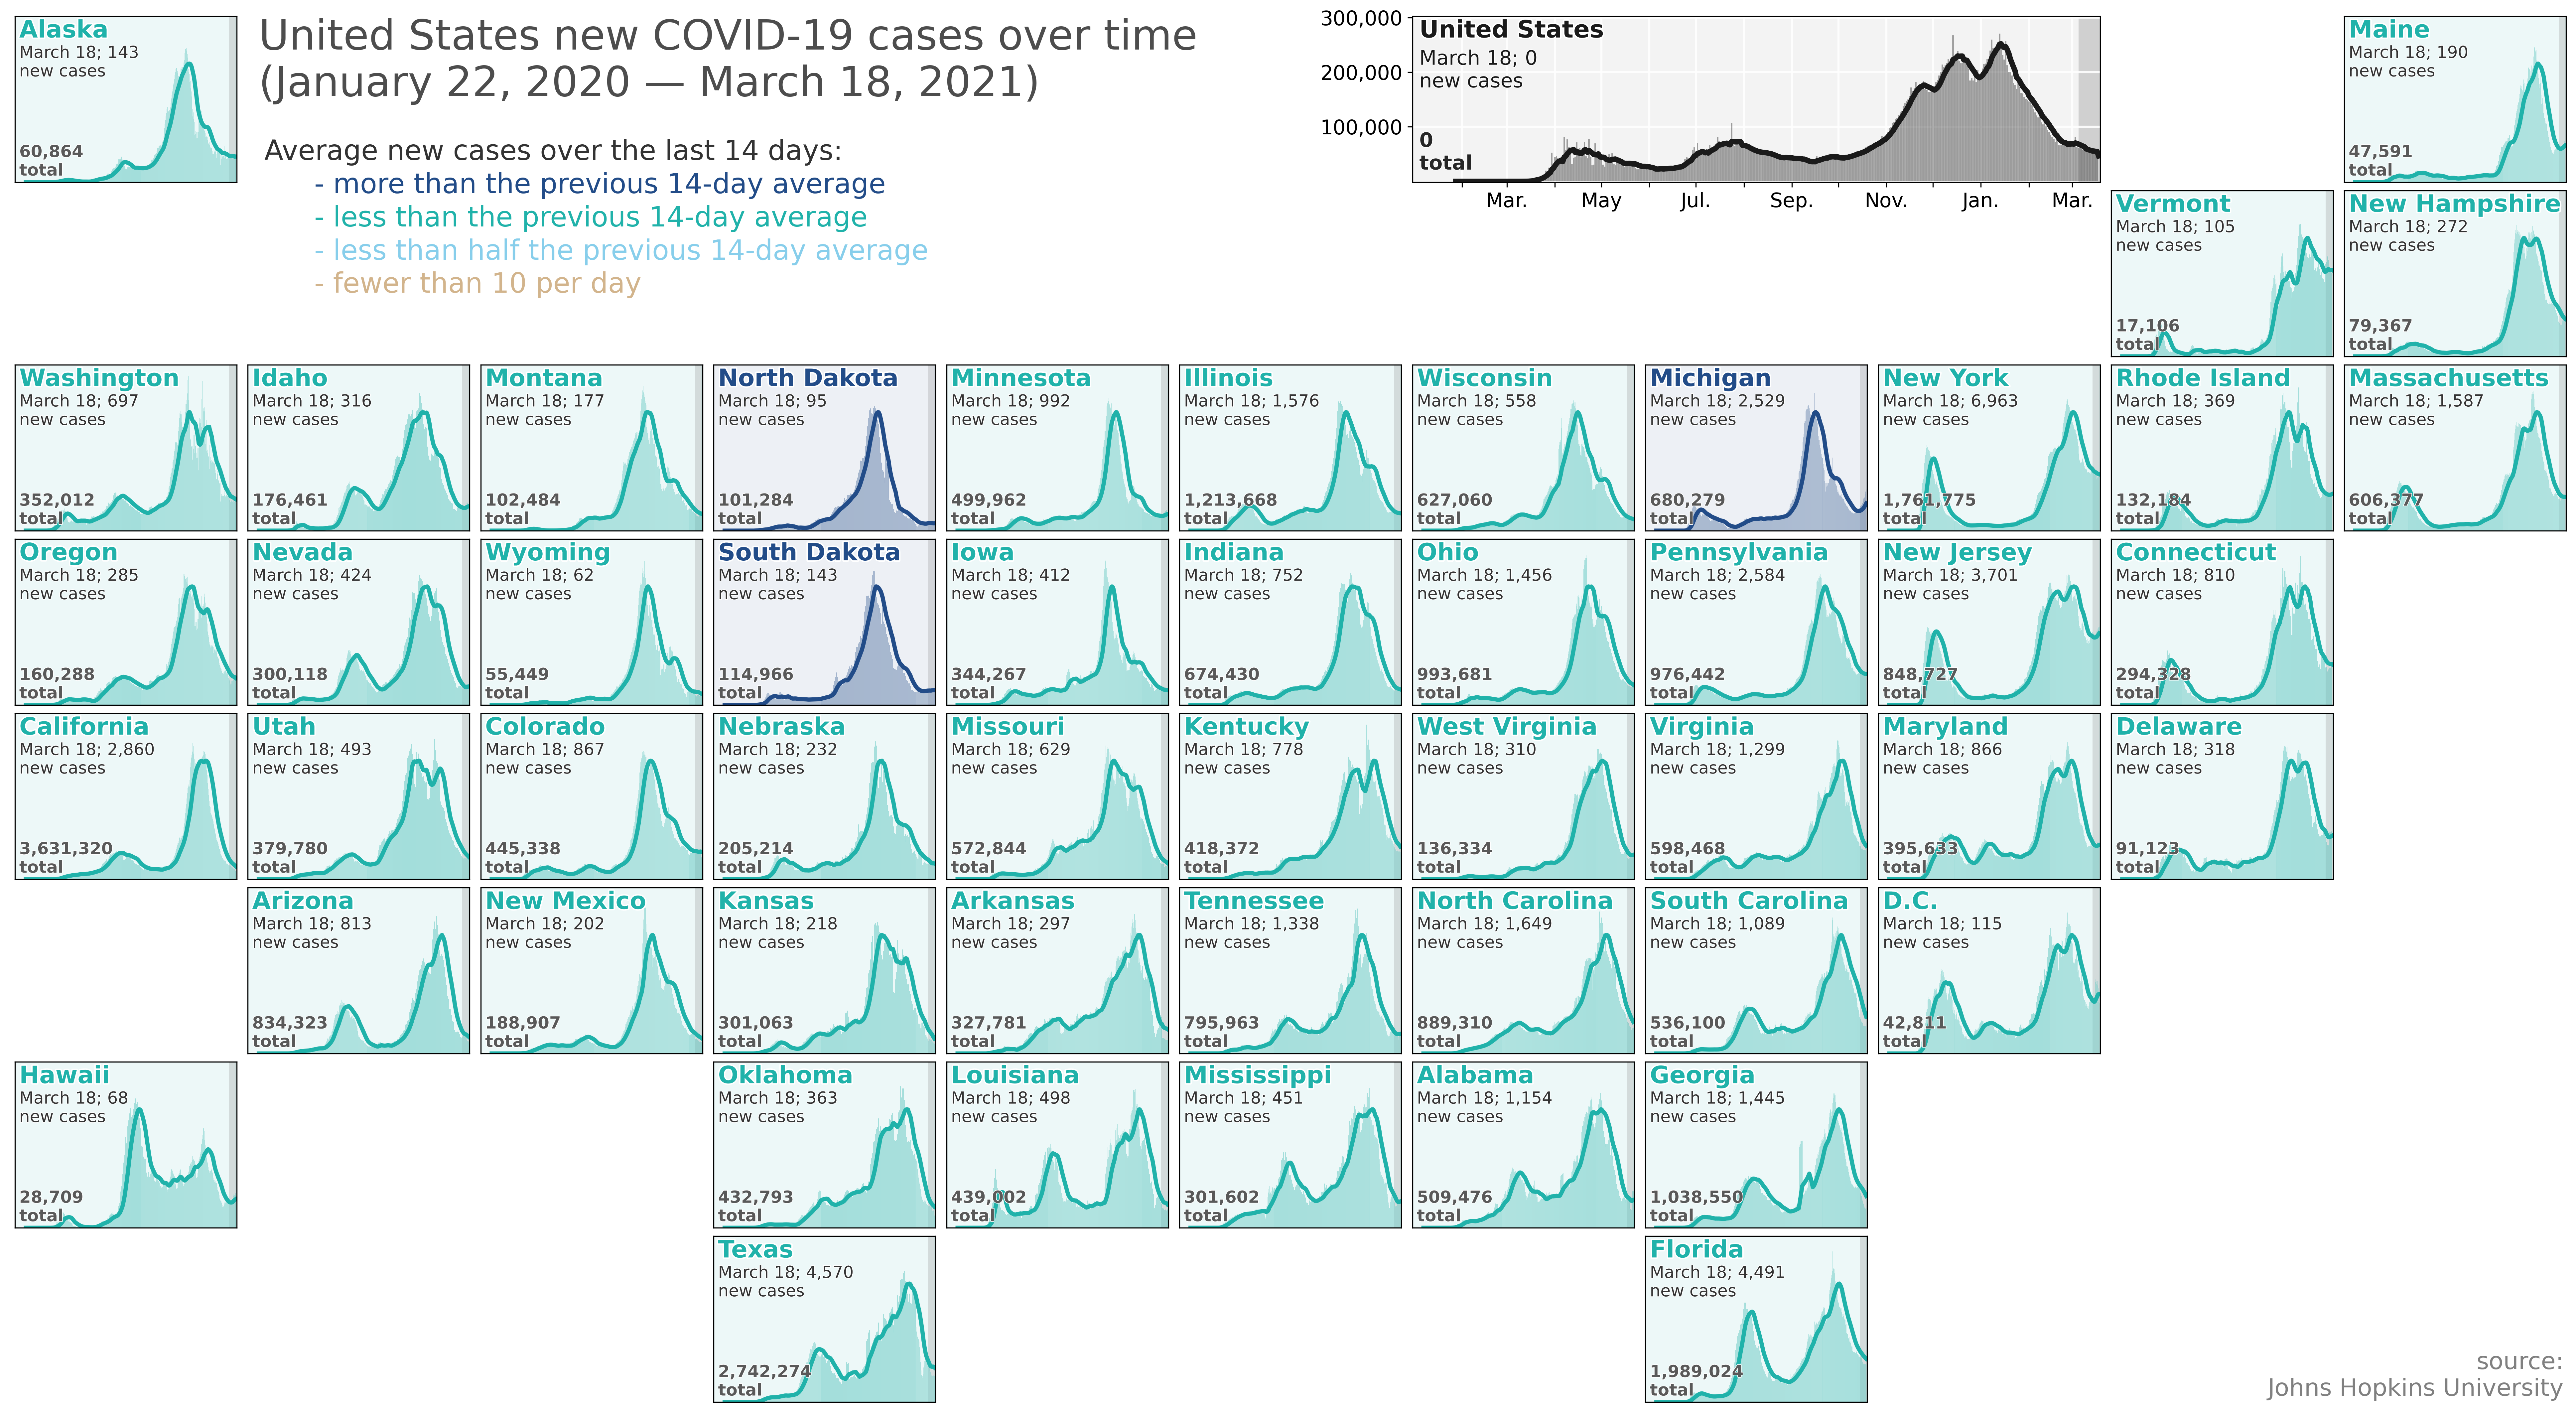 Alaska
March 18; 143
new cases
60,864
total
United States new COVID-19 cases over time
(January 22, 2020 — March 18, 2021)
Average new cases over the last 14 days:
- more than the previous 14-day average
- less than the previous 14-day average
- less than half the previous 14-day average
- fewer than 10 per day
300,000
200,000
100,000
United States
March 18; 0
new cases
0
total
Mar.
May
Jul.
Sep.
Nov.
Jan.
Mar.
Maine
March 18; 190
new cases
47,591
total
Vermont
March 18; 105
new cases
17,106
total
New Hampshire
March 18; 272
new cases
79,367
total
Washington
March 18; 697
new cases
352,012
total
Idaho
March 18; 316
new cases
176,461
total
Montana
March 18; 177
new cases
102,484
total
North Dakota
March 18; 95
new cases
101,284
total
Minnesota
March 18; 992
new cases
499,962
total
Illinois
March 18; 1,576
new cases
1,213,668
total
Wisconsin
March 18; 558
new cases
627,060
total
Michigan
March 18; 2,529
new cases
680,279
total
New York
March 18; 6,963
new cases
1,761,775
total
Rhode Island
March 18; 369
new cases
132,184
total
Massachusetts
March 18; 1,587
new cases
606,377
total
Oregon
March 18; 285
new cases
160,288
total
Nevada
March 18; 424
new cases
300,118
total
Wyoming
March 18; 62
new cases
55,449
total
South Dakota
March 18; 143
new cases
114,966
total
Iowa
March 18; 412
new cases
344,267
total
Indiana
March 18; 752
new cases
674,430
total
Ohio
March 18; 1,456
new cases
993,681
total
Pennsylvania
March 18; 2,584
new cases
976,442
total
New Jersey
March 18; 3,701
new cases
848,727
total
Connecticut
March 18; 810
new cases
294,328
total
California
March 18; 2,860
new cases
3,631,320
total
Utah
March 18; 493
new cases
379,780
total
Colorado
March 18; 867
new cases
445,338
total
Nebraska
March 18; 232
new cases
205,214
total
Missouri
March 18; 629
new cases
572,844
total
Kentucky
March 18; 778
new cases
418,372
total
West Virginia
March 18; 310
new cases
136,334
total
Virginia
March 18; 1,299
new cases
598,468
total
Maryland
March 18; 866
new cases
395,633
total
Delaware
March 18; 318
new cases
91,123
total
Arizona
March 18; 813
new cases
834,323
total
New Mexico
March 18; 202
new cases
188,907
total
Kansas
March 18; 218
new cases
301,063
total
Arkansas
March 18; 297
new cases
327,781
total
Tennessee
March 18; 1,338
new cases
795,963
total
North Carolina
March 18; 1,649
new cases
889,310
total
South Carolina
March 18; 1,089
new cases
536,100
total
D.C.
March 18; 115
new cases
42,811
total
Hawaii
March 18; 68
new cases
28,709
total
Oklahoma
March 18; 363
new cases
432,793
total
Louisiana
March 18; 498
new cases
439,002
total
Mississippi
March 18; 451
new cases
301,602
total
Alabama
March 18; 1,154
new cases
509,476
total
Georgia
March 18; 1,445
new cases
1,038,550
total
Texas
March 18; 4,570
new cases
2,742,274
total
Florida
March 18; 4,491
new cases
1,989,024
total
source:
Johns Hopkins University